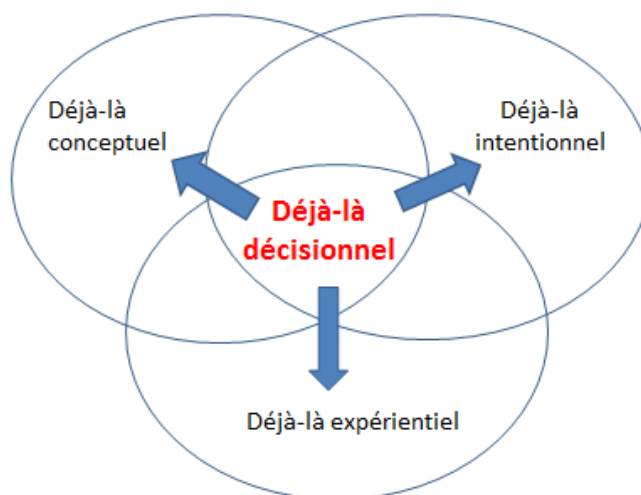 Déjà-là
conceptuel
Déjà-là
intentionnel
Déjà-là
décisionnel
Déjà-là expérientiel